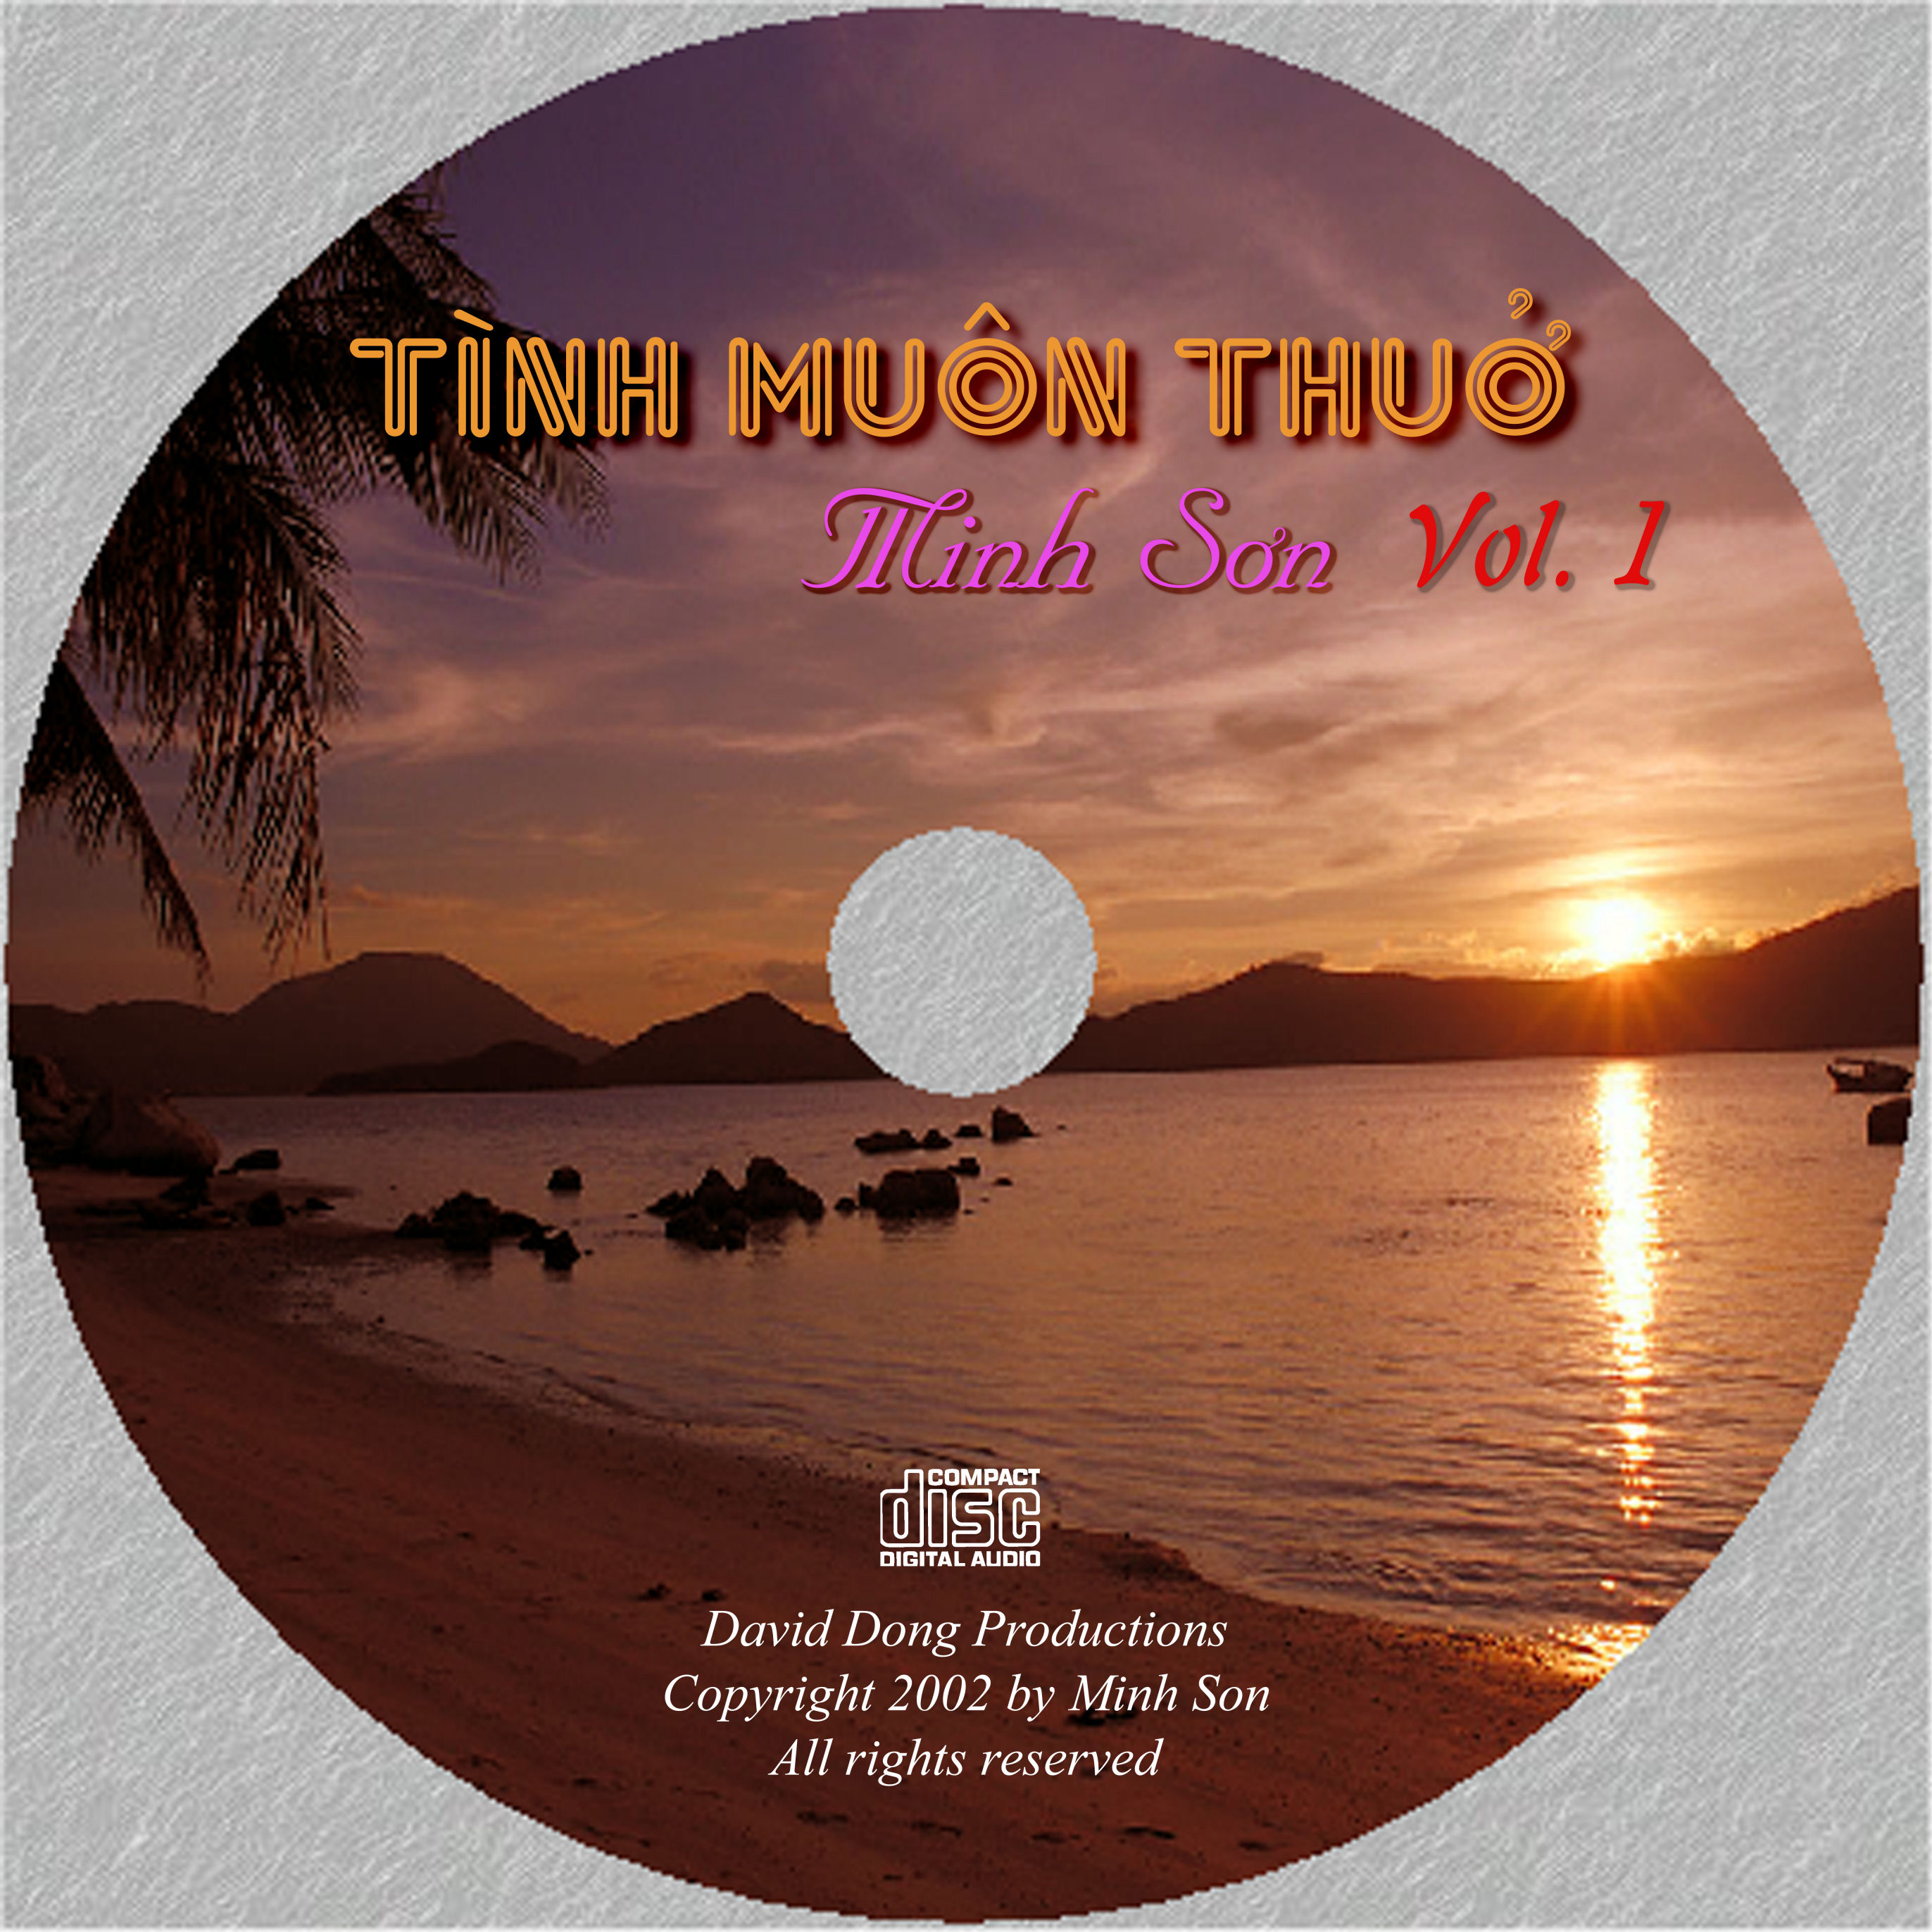 TÌNH MUÔN THUỞ
Minh Sơn Vol. 1
COMPACT
disc
DIGITAL AUDIO
David Dong Productions
Copyright 2002 by Minh Son
All rights reserved